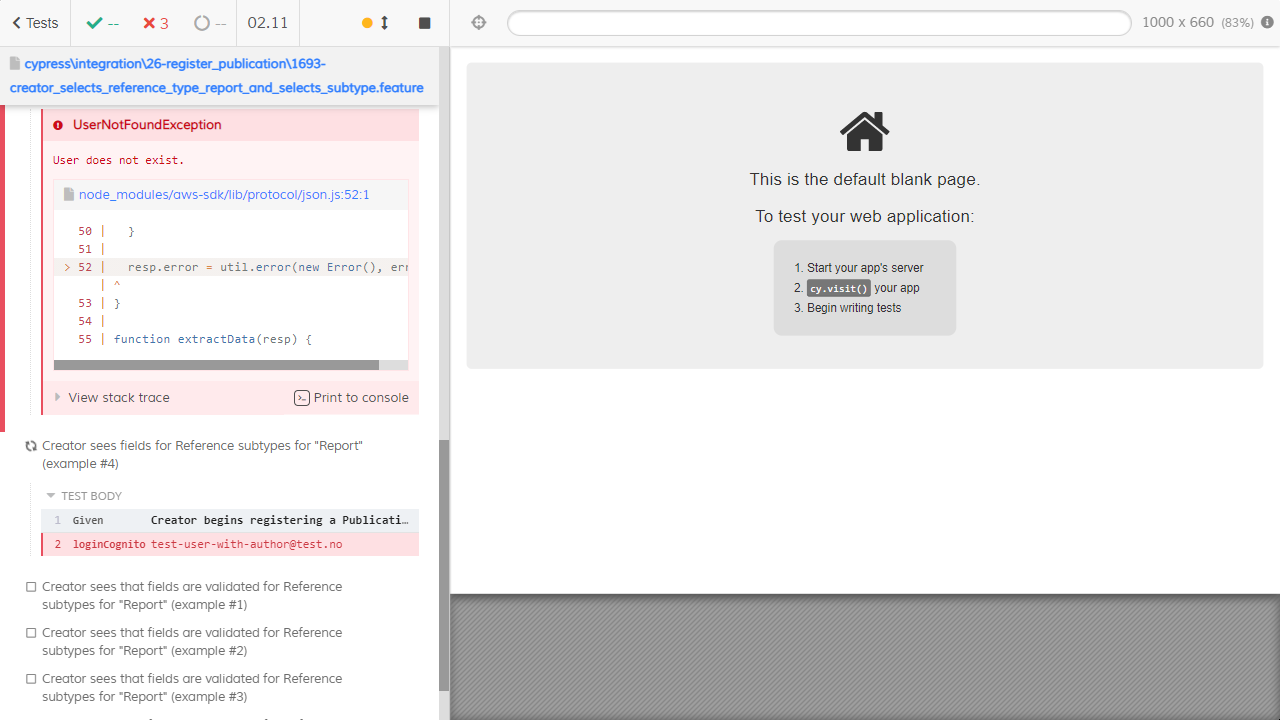 Tests
--
3
--
02.11
1000 x 660 (83%)
cypress\integration\26-register_publication\1693-
creator_selects_reference_type_report_and_selects_subtype.feature
UserNotFoundException
User does not exist.
node_modules/aws-sdk/lib/protocol/json.js:52:1
50 |   }
51 |
> 52 |   resp.error = util.error(new Error(), err
| ^
53 | }
54 |
55 | function extractData(resp) {
View stack trace
Print to console
Creator sees fields for Reference subtypes for "Report"
(example #4)
TEST BODY
1 Given Creator begins registering a Publicati…
2 loginCognito test-user-with-author@test.no
Creator sees that fields are validated for Reference
subtypes for "Report" (example #1)
Creator sees that fields are validated for Reference
subtypes for "Report" (example #2)
Creator sees that fields are validated for Reference
subtypes for "Report" (example #3)
This is the default blank page.
To test your web application:
1. Start your app's server
2. cy.visit() your app
3. Begin writing tests